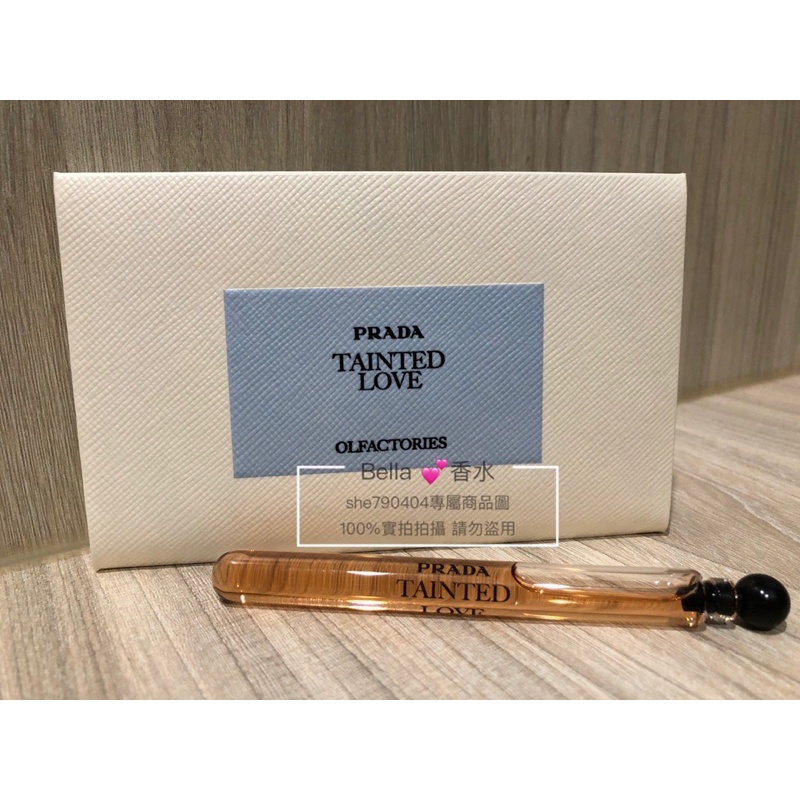 PRADA
TAINTED
LOVE
OLFACTORIES
Bella 💕香水
she790404專屬商品圖
100%實拍拍攝 請勿盜用
PRADA
TAINTED
LOVE